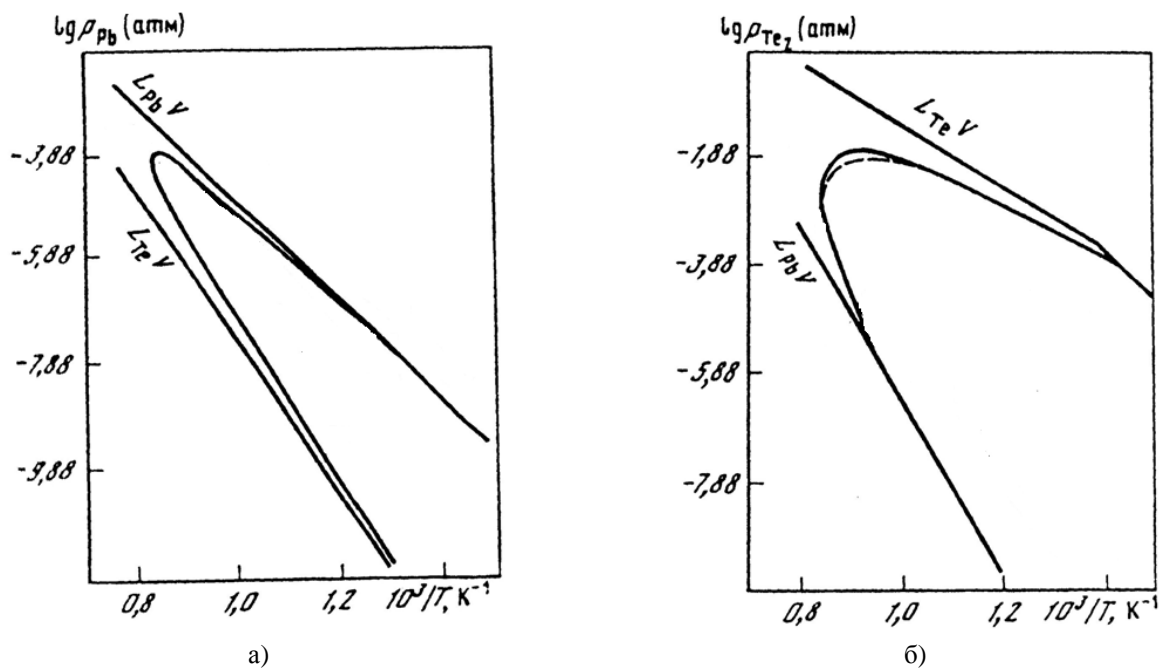 lg p_Pb (атм)
L_Pb V
-3,88
L_Te V
-5,88
-7,88
-9,88
0,8 1,0 1,2 10³/T, K⁻¹
а)
lg p_Te₂ (атм)
L_Te V
-1,88
L_Pb V
-3,88
-5,88
-7,88
0,8 1,0 1,2 10³/T, K⁻¹
б)